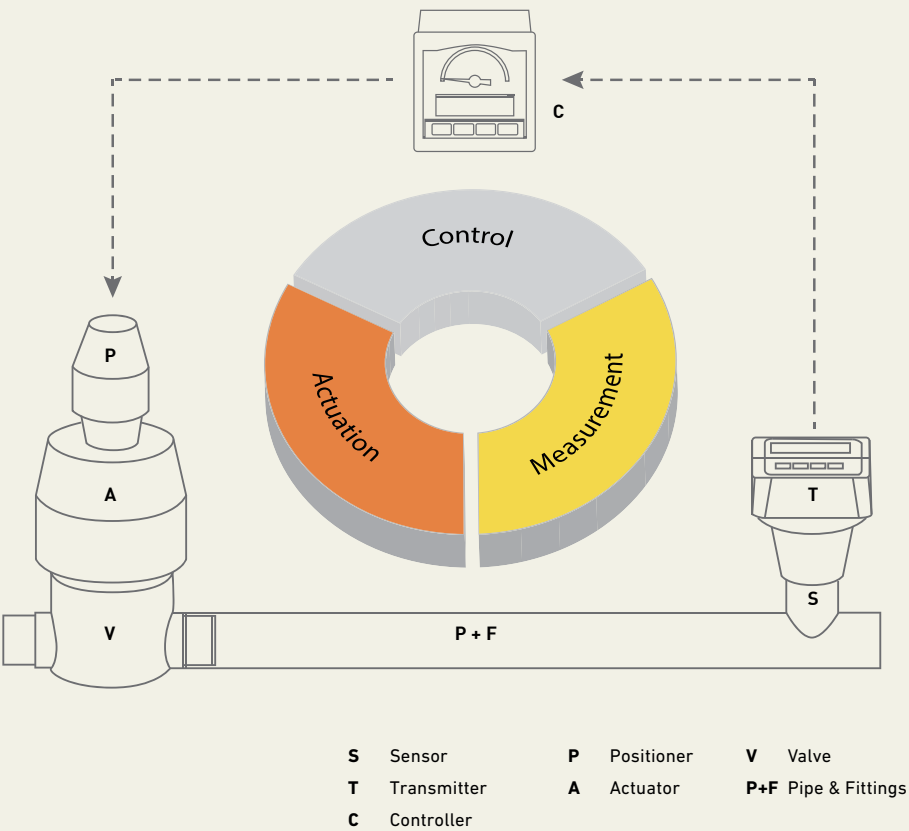 C
Control
P
Actuation
Measurement
A
T
S
V
P + F
S Sensor P Positioner V Valve
T Transmitter A Actuator P+F Pipe & Fittings
C Controller